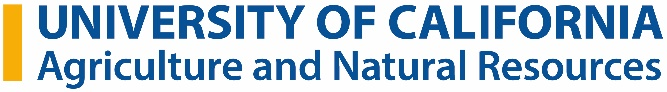 UNIVERSITY OF CALIFORNIA
Agriculture and Natural Resources